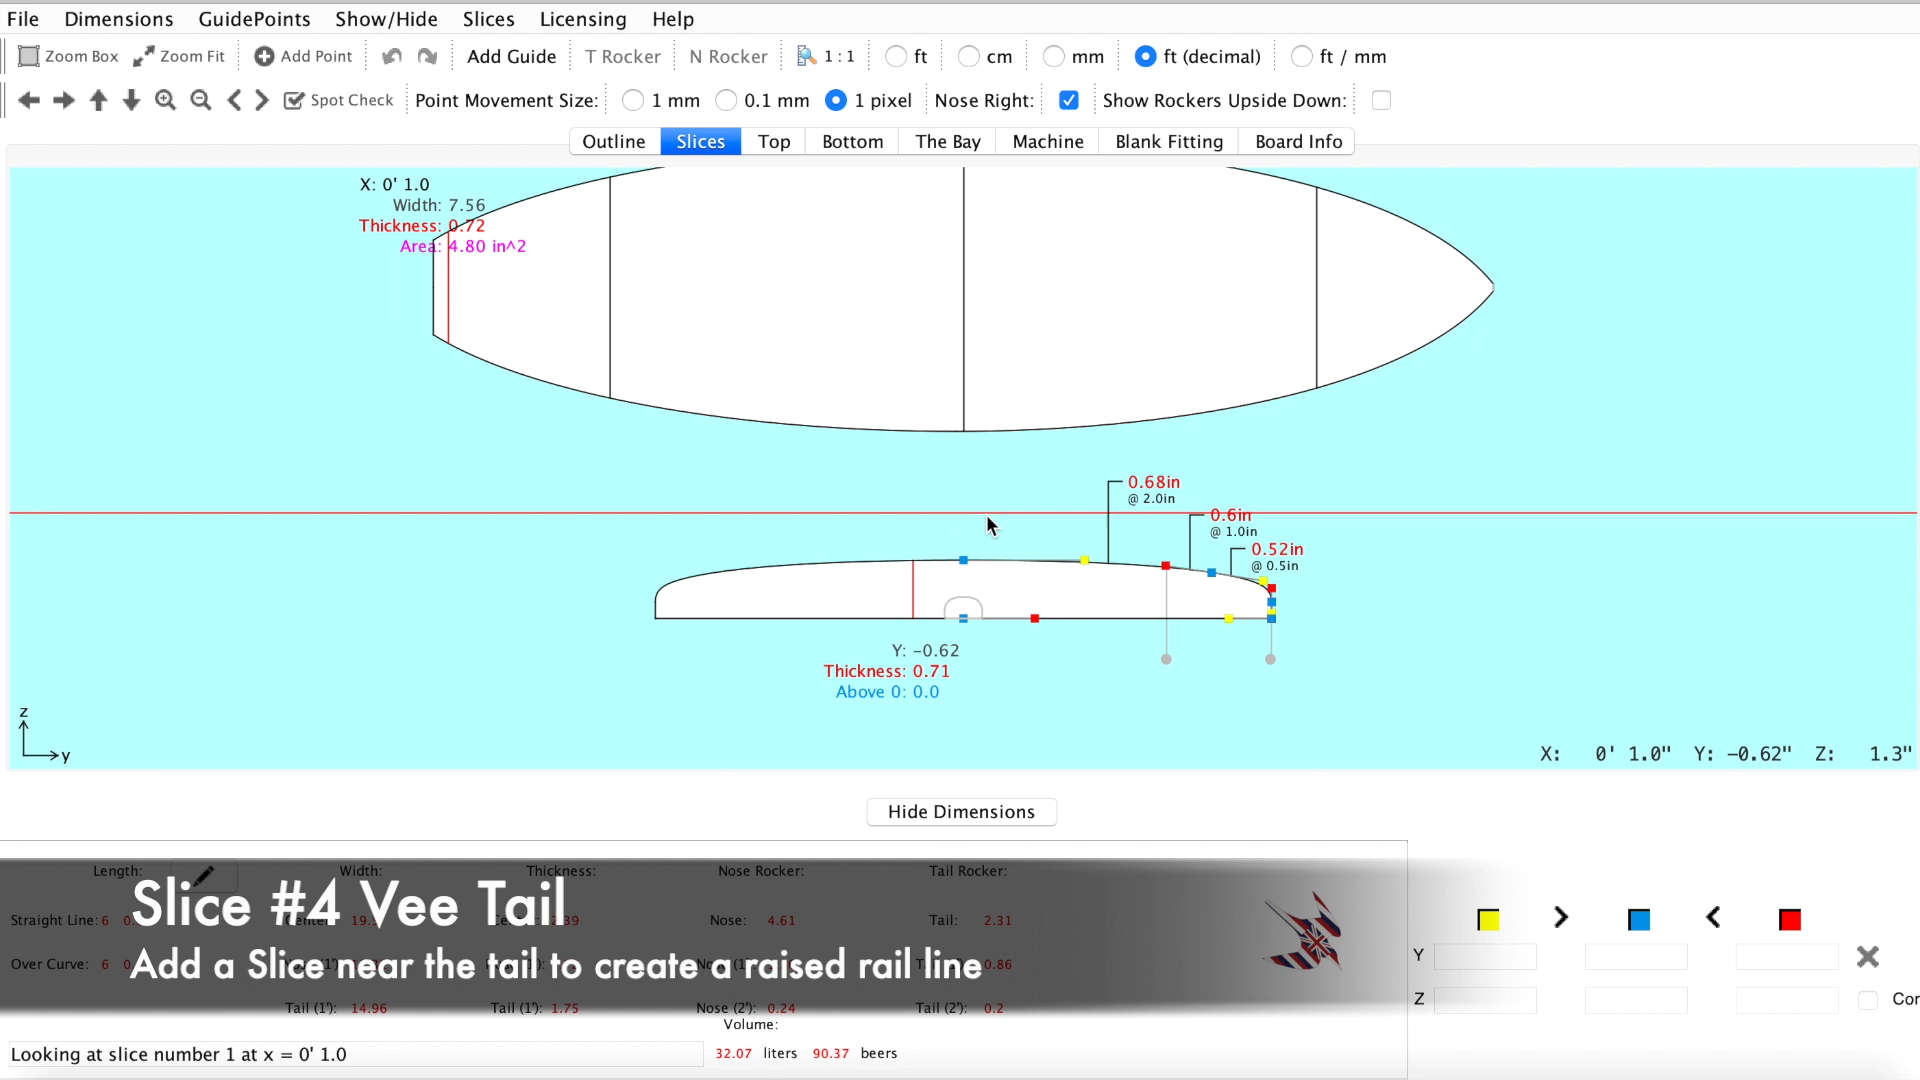 File Dimensions GuidePoints Show/Hide Slices Licensing Help
Zoom Box Zoom Fit Add Point Add Guide T Rocker N Rocker 1 : 1 ft cm mm ft (decimal) ft / mm
Spot Check Point Movement Size: 1 mm 0.1 mm 1 pixel Nose Right: Show Rockers Upside Down:
Outline Slices Top Bottom The Bay Machine Blank Fitting Board Info
X: 0' 1.0
Width: 7.56
Thickness: 0.72
Area: 4.80 in^2
0.68in
@ 2.0in
0.6in
@ 1.0in
0.52in
@ 0.5in
Y: -0.62
Thickness: 0.71
Above 0: 0.0
z
y
X: 0' 1.0" Y: -0.62" Z: 1.3"
Hide Dimensions
Length: Width: Thickness: Nose Rocker: Tail Rocker:
Slice #4 Vee Tail
Straight Line: 6 Nose: 4.61 Tail: 2.31
Add a Slice near the tail to create a raised rail line
Over Curve: 6 0.86
Y
Z
Tail (1'): 14.96 Tail (1'): 1.75 Nose (2'): 0.24 Tail (2'): 0.2
Volume:
Looking at slice number 1 at x = 0' 1.0 32.07 liters 90.37 beers